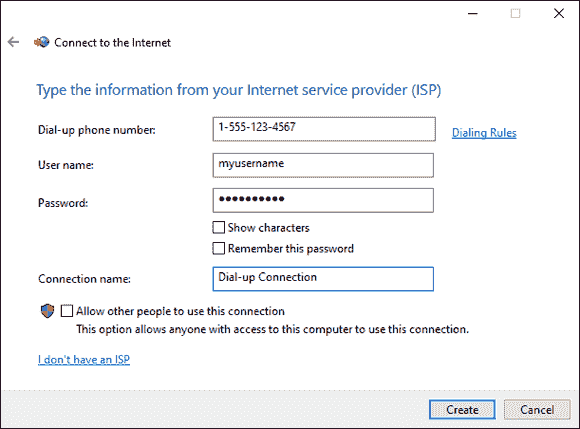 Connect to the Internet
Type the information from your Internet service provider (ISP)
Dial-up phone number: 1-555-123-4567 Dialing Rules
User name: myusername
Password: ••••••••••
Show characters
Remember this password
Connection name: Dial-up Connection
Allow other people to use this connection
This option allows anyone with access to this computer to use this connection.
I don't have an ISP
Create Cancel